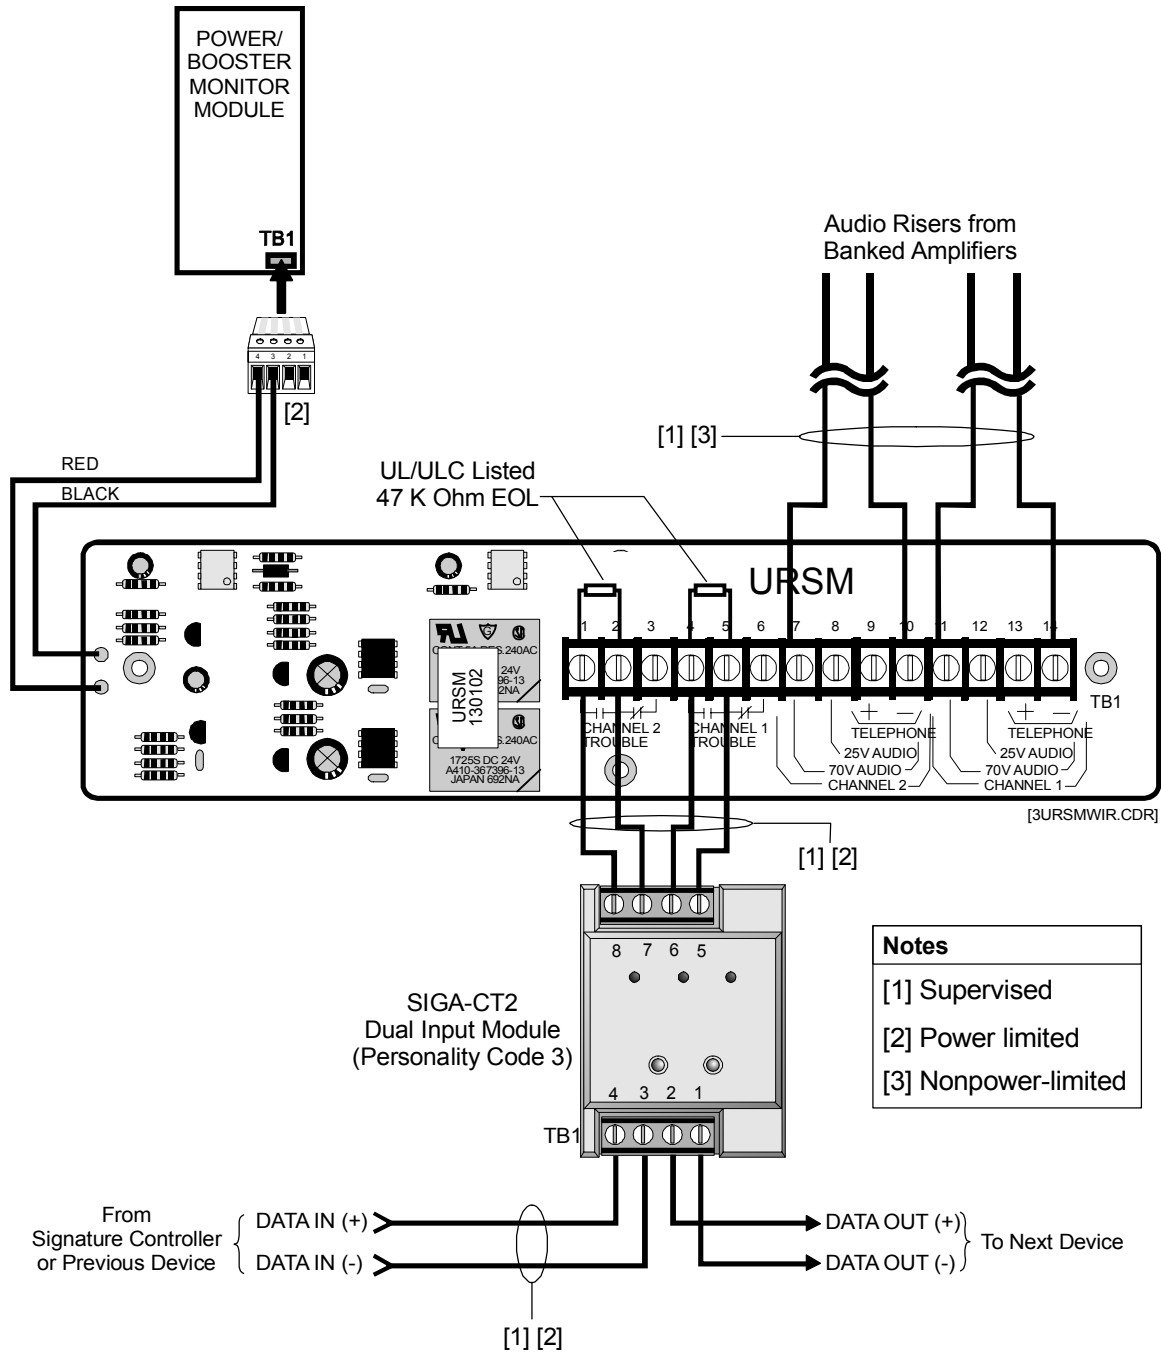 POWER/
BOOSTER
MONITOR
MODULE
TB1
4 3 2 1
[2]
RED
BLACK
Audio Risers from
Banked Amplifiers
[1] [3]
UL/ULC Listed
47 K Ohm EOL
URSM
1 2 3 4 5 6 7 8 9 10 11 12 13 14
TB1
240AC
24V
URSM
130102
240AC
1725S DC 24V
A410-367396-13
JAPAN 692NA
CHANNEL 2
TROUBLE
CHANNEL 1
TROUBLE
+ −
TELEPHONE
25V AUDIO
70V AUDIO
CHANNEL 2
+ −
TELEPHONE
25V AUDIO
70V AUDIO
CHANNEL 1
[3URSMWIR.CDR]
[1] [2]
8 7 6 5
SIGA-CT2
Dual Input Module
(Personality Code 3)
4 3 2 1
TB1
Notes
[1] Supervised
[2] Power limited
[3] Nonpower-limited
From
Signature Controller
or Previous Device
DATA IN (+)
DATA IN (-)
DATA OUT (+)
DATA OUT (-)
To Next Device
[1] [2]